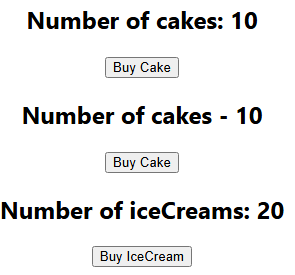 Number of cakes: 10
Buy Cake
Number of cakes - 10
Buy Cake
Number of iceCreams: 20
Buy IceCream